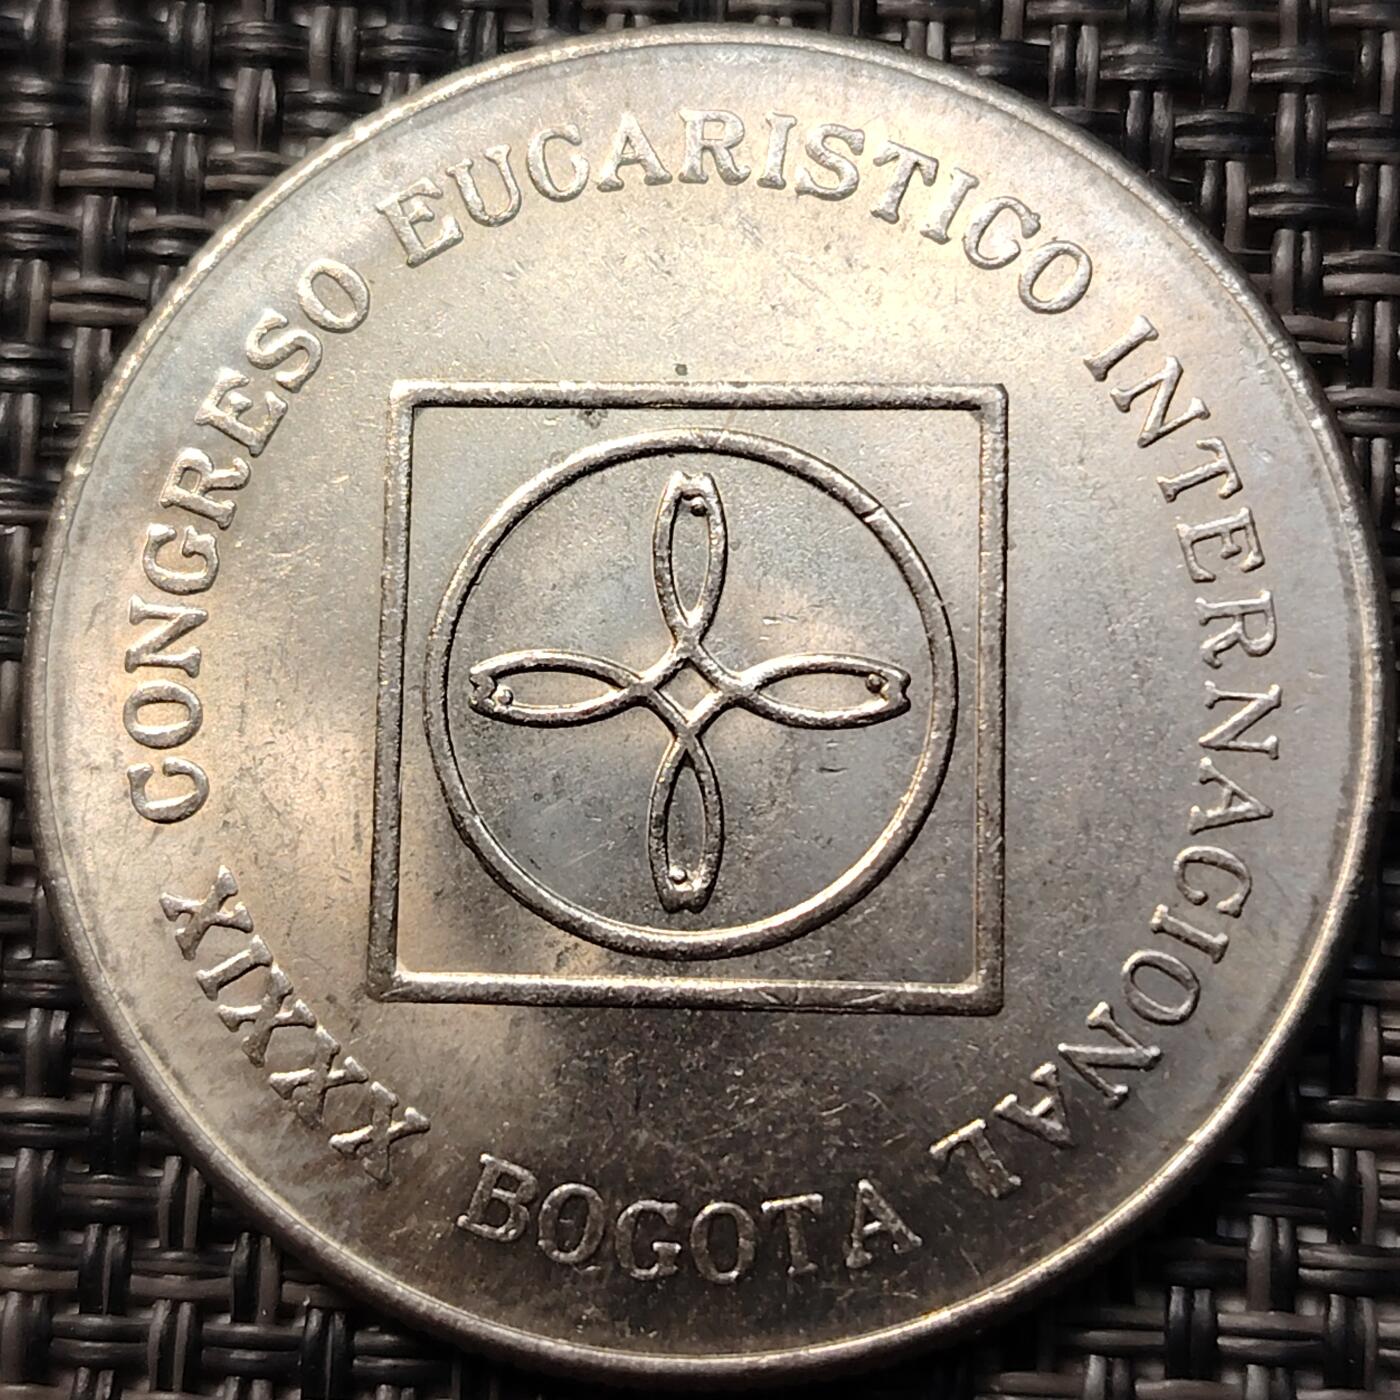 XXXIX CONGRESO EUCARISTICO INTERNACIONAL
BOGOTA